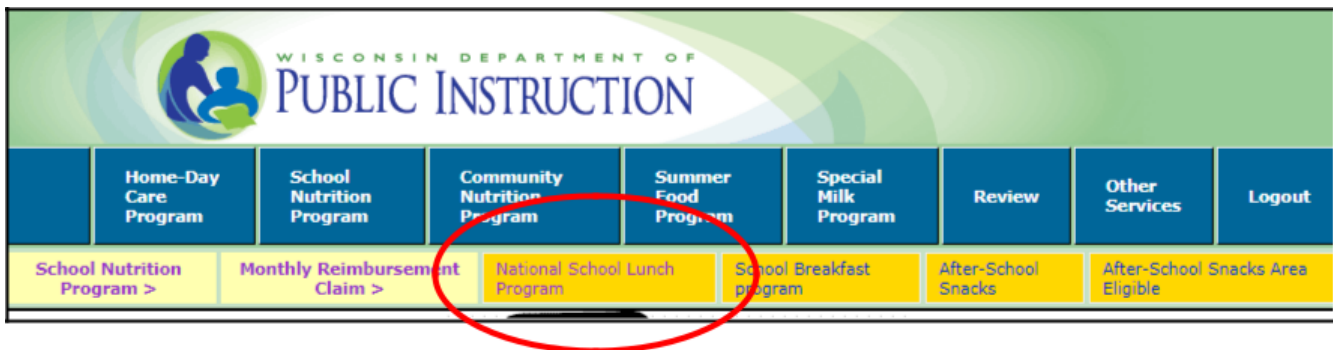 WISCONSIN DEPARTMENT OF
PUBLIC INSTRUCTION
Home-Day
Care
Program
School
Nutrition
Program
Community
Nutrition
Program
Summer
Food
Program
Special
Milk
Program
Review
Other
Services
Logout
School Nutrition
Program >
Monthly Reimbursement
Claim >
National School Lunch
Program
School Breakfast
program
After-School
Snacks
After-School Snacks Area
Eligible